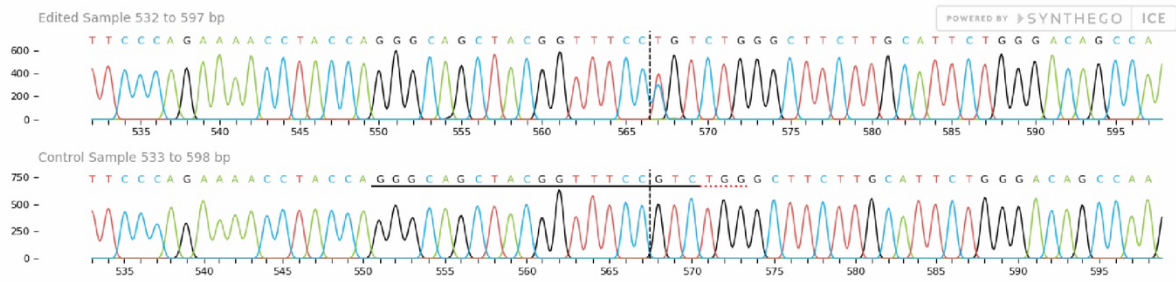 Edited Sample 532 to 597 bp
POWERED BY SYNTHEGO ICE
T T C C C A G A A A A C C T A C C A G G G C A G C T A C G G T T T C C T G T C T G G G C T T C T T G C A T T C T G G G A C A G C C A
600
400
200
0
535 540 545 550 555 560 565 570 575 580 585 590 595
Control Sample 533 to 598 bp
T T C C C A G A A A A C C T A C C A G G G C A G C T A C G G T T T C C G T C T G G G C T T C T T G C A T T C T G G G A C A G C C A A
750
500
250
0
535 540 545 550 555 560 565 570 575 580 585 590 595